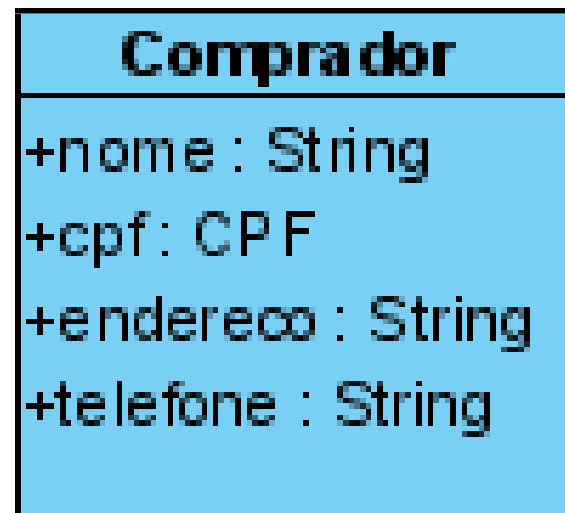 Comprador
+nome : String
+cpf : CPF
+endereco : String
+telefone : String